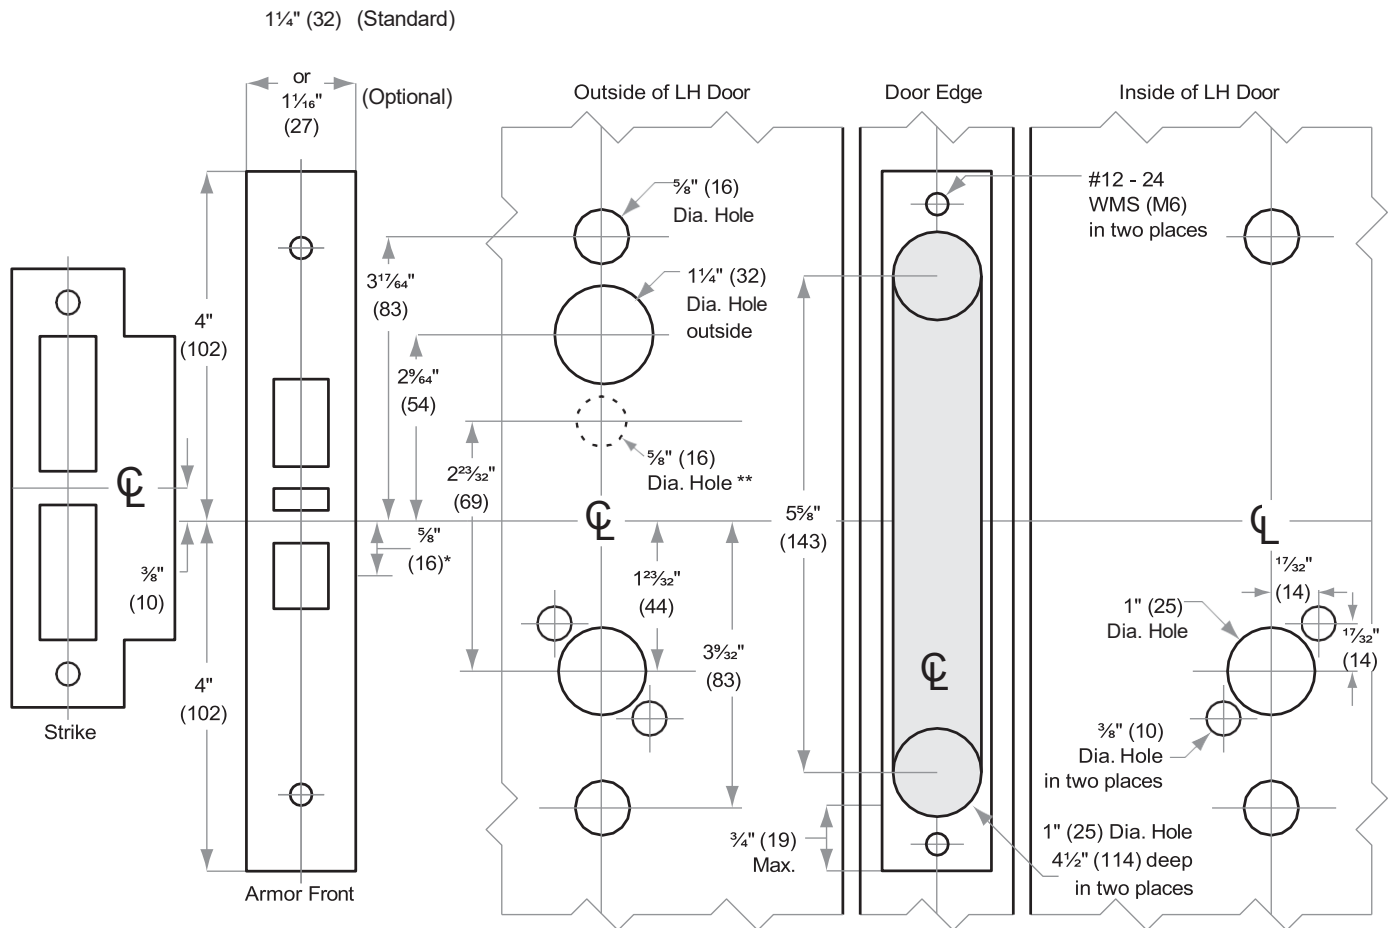 1¼" (32) (Standard)
or
1¹⁄₁₆"
(27)
(Optional)
Outside of LH Door
Door Edge
Inside of LH Door
4"
(102)
4"
(102)
℄
⅜"
(10)
Strike
Armor Front
3¹⁷⁄₆₄"
(83)
2⁹⁄₆₄"
(54)
2²³⁄₃₂"
(69)
⅝"
(16)*
⅝" (16)
Dia. Hole
1¼" (32)
Dia. Hole
outside
⅝" (16)
Dia. Hole **
℄
1²³⁄₃₂"
(44)
3⁹⁄₃₂"
(83)
5⅝"
(143)
℄
¾" (19)
Max.
#12 - 24
WMS (M6)
in two places
℄
¹⁷⁄₃₂"
(14)
¹⁷⁄₃₂"
(14)
1" (25)
Dia. Hole
⅜" (10)
Dia. Hole
in two places
1" (25) Dia. Hole
4½" (114) deep
in two places